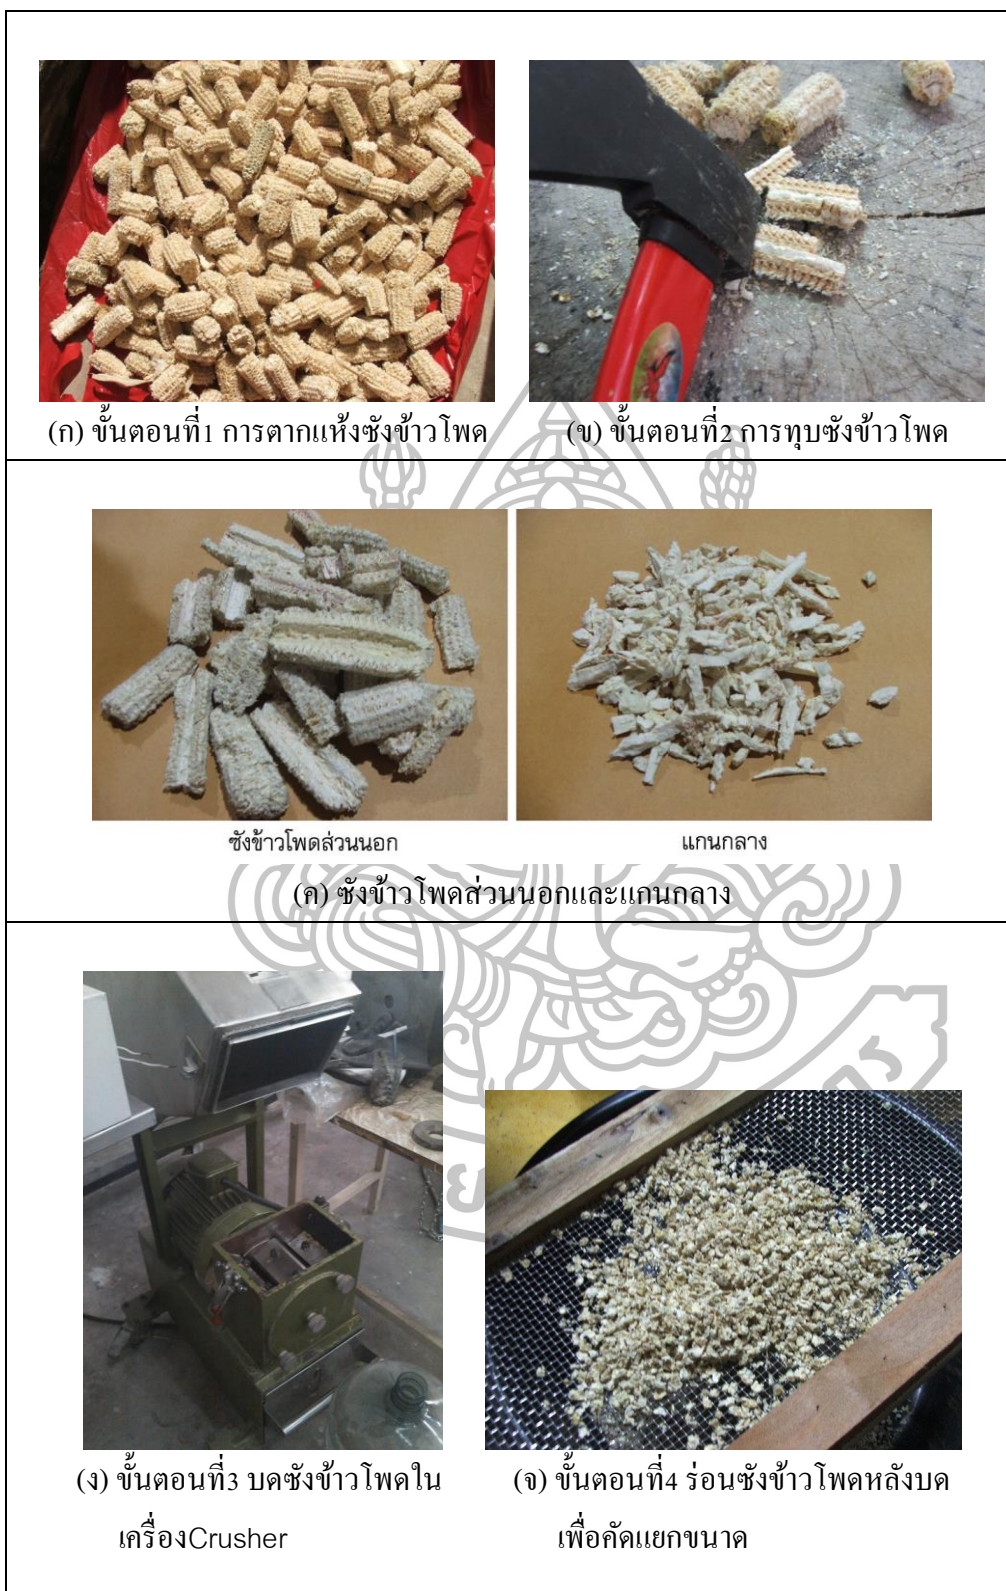 (ก) ขั้นตอนที่1 การตากแห้งซังข้าวโพด
(ข) ขั้นตอนที่2 การทุบซังข้าวโพด
ซังข้าวโพดส่วนนอก
แกนกลาง
(ค) ซังข้าวโพดส่วนนอกและแกนกลาง
(ง) ขั้นตอนที่3 บดซังข้าวโพดใน
เครื่องCrusher
(จ) ขั้นตอนที่4 ร่อนซังข้าวโพดหลังบด
เพื่อคัดแยกขนาด